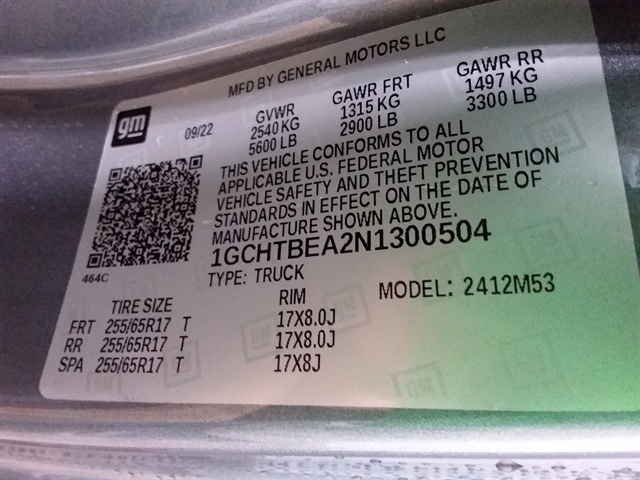 MFD BY GENERAL MOTORS LLC
gm
09/22
GVWR GAWR FRT GAWR RR
2540 KG 1315 KG 1497 KG
5600 LB 2900 LB 3300 LB
THIS VEHICLE CONFORMS TO ALL
APPLICABLE U.S. FEDERAL MOTOR
VEHICLE SAFETY AND THEFT PREVENTION
STANDARDS IN EFFECT ON THE DATE OF
MANUFACTURE SHOWN ABOVE.
1GCHTBEA2N1300504
464C
TYPE: TRUCK MODEL: 2412M53
TIRE SIZE RIM
FRT 255/65R17 T 17X8.0J
RR 255/65R17 T 17X8.0J
SPA 255/65R17 T 17X8J